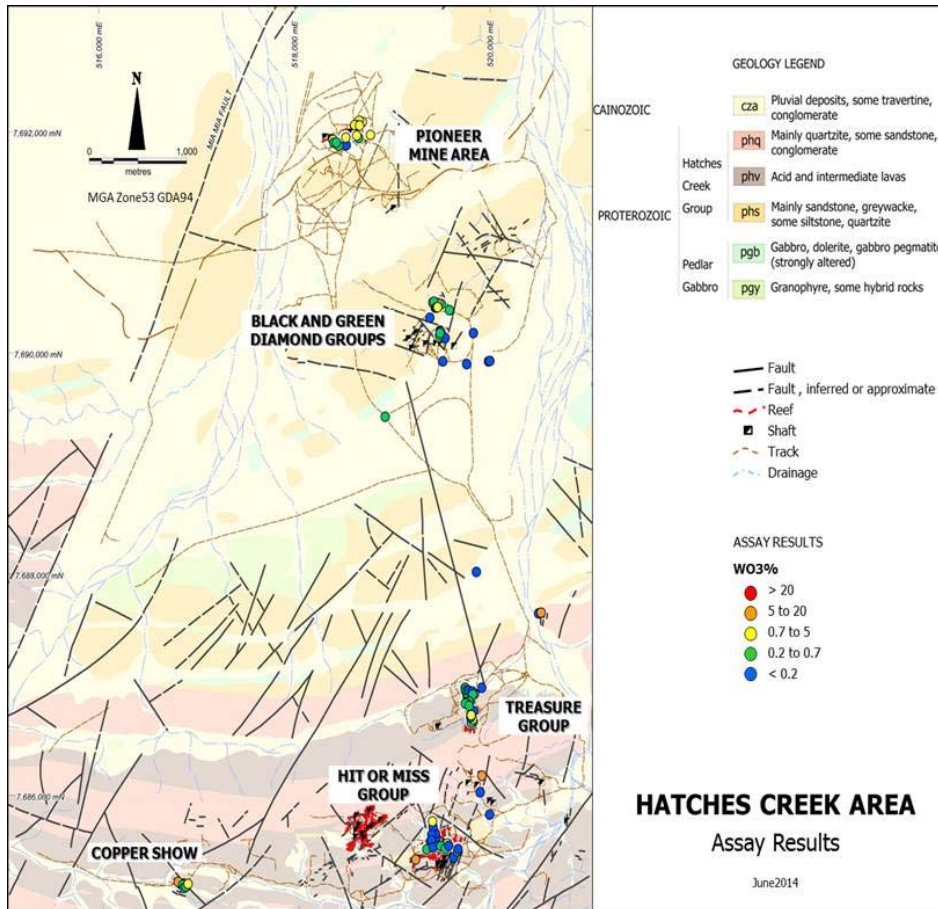 516,000 mE
518,000 mE
520,000 mE
MIA MIA FAULT
N
7,692,000 mN
0 1,000
metres
MGA Zone53 GDA94
PIONEER
MINE AREA
BLACK AND GREEN
DIAMOND GROUPS
7,690,000 mN
7,688,000 mN
TREASURE
GROUP
HIT OR MISS
GROUP
7,686,000 mN
COPPER SHOW
GEOLOGY LEGEND
CAINOZOIC
cza Pluvial deposits, some travertine,
conglomerate
PROTEROZOIC
Hatches
Creek
Group
phq Mainly quartzite, some sandstone,
conglomerate
phv Acid and intermediate lavas
phs Mainly sandstone, greywacke,
some siltstone, quartzite
Pedlar
Gabbro
pgb Gabbro, dolerite, gabbro pegmatite
(strongly altered)
pgy Granophyre, some hybrid rocks
Fault
Fault , inferred or approximate
Reef
Shaft
Track
Drainage
ASSAY RESULTS
WO3%
> 20
5 to 20
0.7 to 5
0.2 to 0.7
< 0.2
HATCHES CREEK AREA
Assay Results
June2014